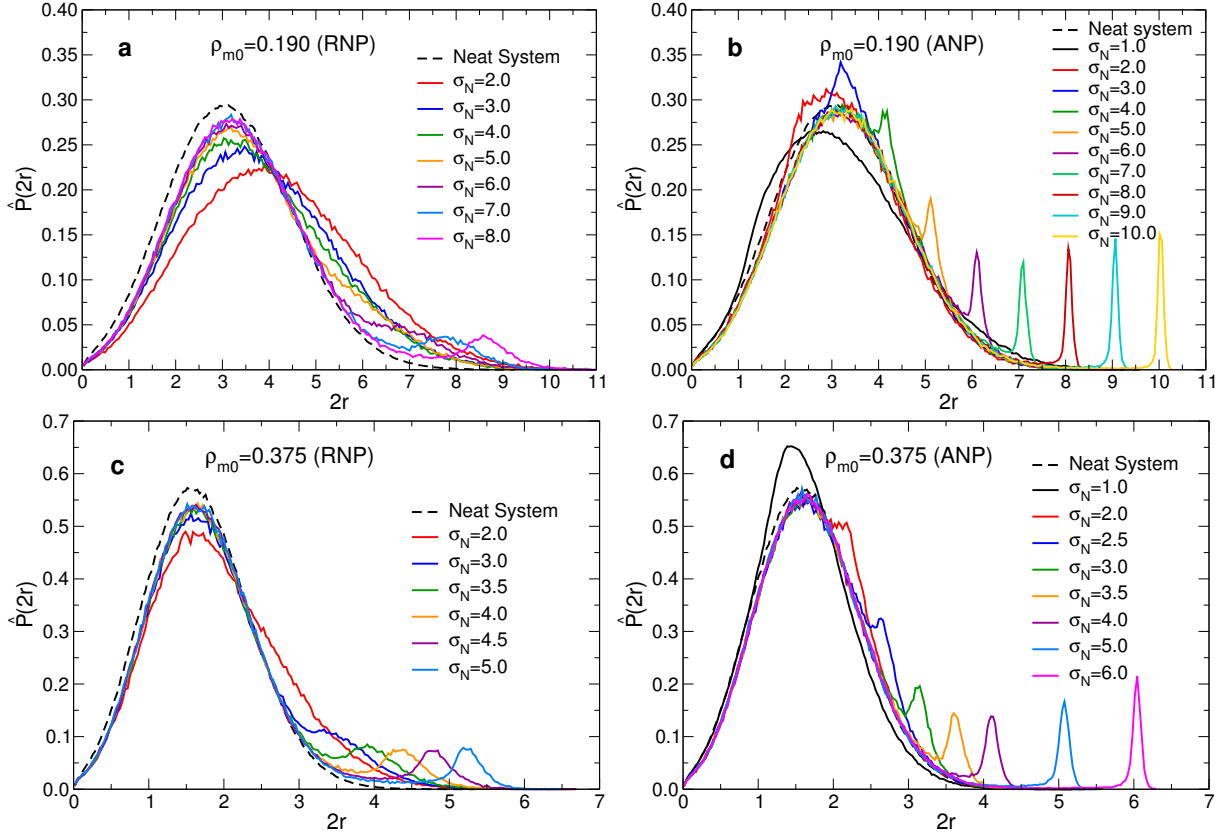 a
ρm0=0.190 (RNP)
Neat System
σN=2.0
σN=3.0
σN=4.0
σN=5.0
σN=6.0
σN=7.0
σN=8.0
0.40
0.35
0.30
0.25
0.20
0.15
0.10
0.05
0.00
P̂(2r)
0 1 2 3 4 5 6 7 8 9 10 11
2r
b
ρm0=0.190 (ANP)
Neat system
σN=1.0
σN=2.0
σN=3.0
σN=4.0
σN=5.0
σN=6.0
σN=7.0
σN=8.0
σN=9.0
σN=10.0
0.40
0.35
0.30
0.25
0.20
0.15
0.10
0.05
0.00
P̂(2r)
0 1 2 3 4 5 6 7 8 9 10 11
2r
c
ρm0=0.375 (RNP)
Neat System
σN=2.0
σN=3.0
σN=3.5
σN=4.0
σN=4.5
σN=5.0
0.7
0.6
0.5
0.4
0.3
0.2
0.1
0.0
P̂(2r)
0 1 2 3 4 5 6 7
2r
d
ρm0=0.375 (ANP)
Neat System
σN=1.0
σN=2.0
σN=2.5
σN=3.0
σN=3.5
σN=4.0
σN=5.0
σN=6.0
0.7
0.6
0.5
0.4
0.3
0.2
0.1
0.0
P̂(2r)
0 1 2 3 4 5 6 7
2r